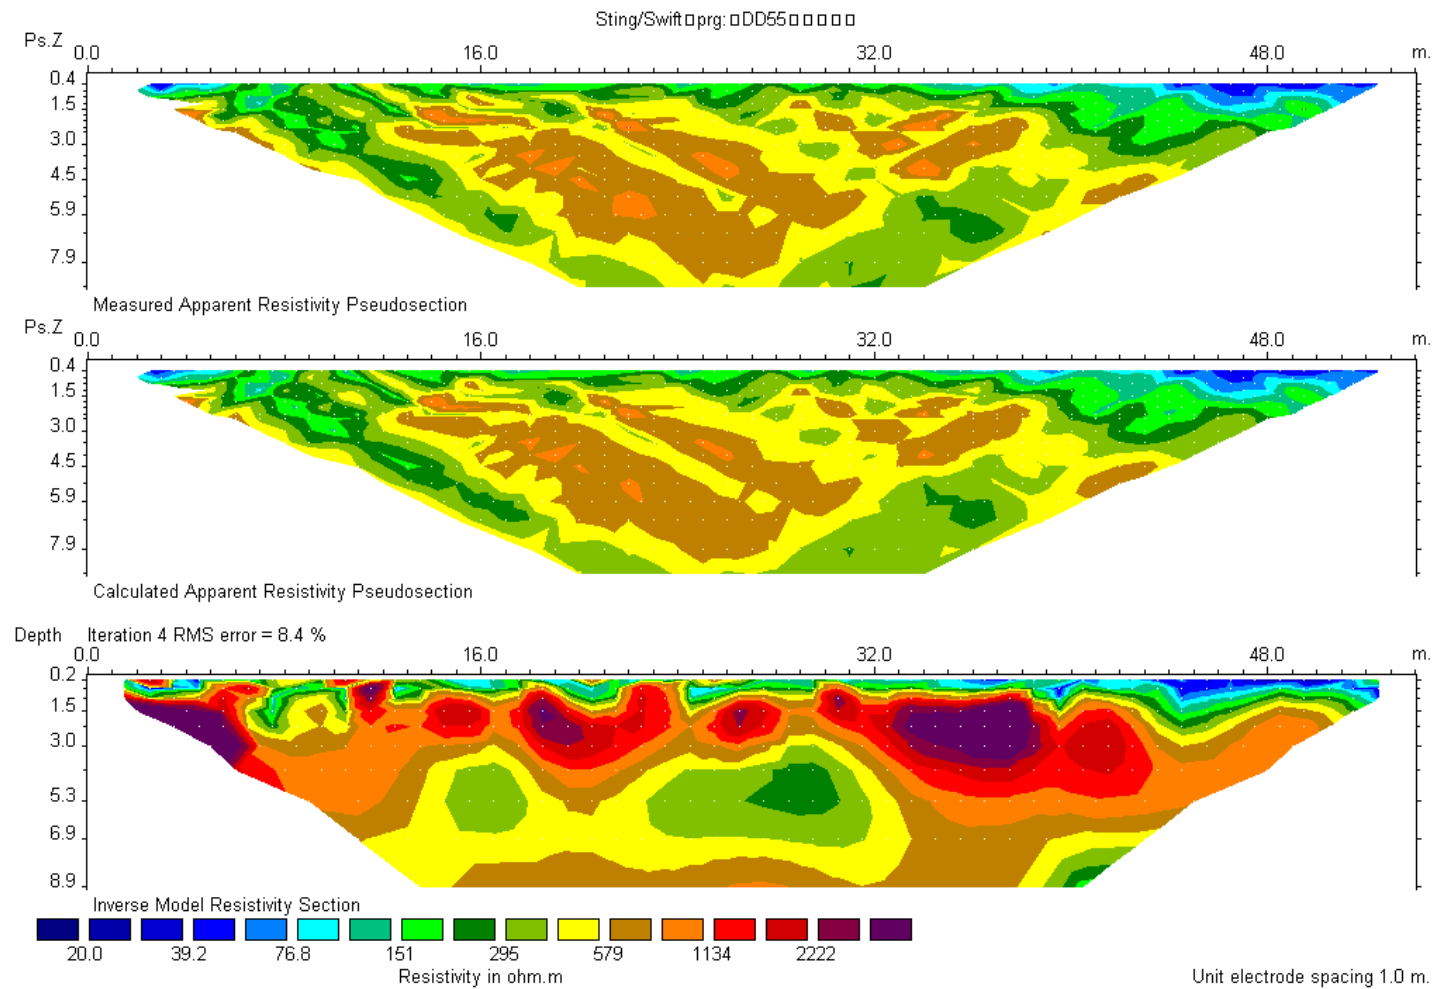 Sting/Swift□prg: □DD55□□□□□
Ps.Z 0.0 16.0 32.0 48.0 m.
0.4
1.5
3.0
4.5
5.9
7.9
Measured Apparent Resistivity Pseudosection
Ps.Z 0.0 16.0 32.0 48.0 m.
0.4
1.5
3.0
4.5
5.9
7.9
Calculated Apparent Resistivity Pseudosection
Depth Iteration 4 RMS error = 8.4 %
0.0 16.0 32.0 48.0 m.
0.2
1.5
3.0
5.3
6.9
8.9
Inverse Model Resistivity Section
20.0 39.2 76.8 151 295 579 1134 2222
Resistivity in ohm.m
Unit electrode spacing 1.0 m.